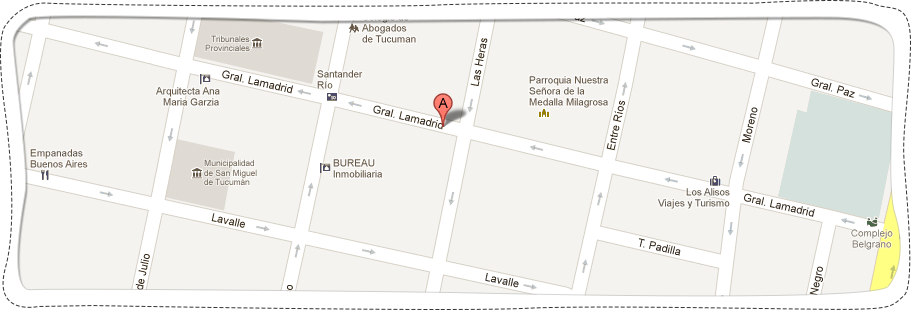 Abogados
de Tucuman
Tribunales
Provinciales
Gral. Lamadrid
Santander
Río
Las Heras
Parroquia Nuestra
Señora de la
Medalla Milagrosa
Gral. Paz
Arquitecta Ana
Maria Garzia
A
Gral. Lamadrid
Entre Ríos
Moreno
Empanadas
Buenos Aires
Municipalidad
de San Miguel
de Tucumán
BUREAU
Inmobiliaria
Los Alisos
Viajes y Turismo
Gral. Lamadrid
Lavalle
Complejo
Belgrano
T. Padilla
de Julio
Lavalle
Negro
o